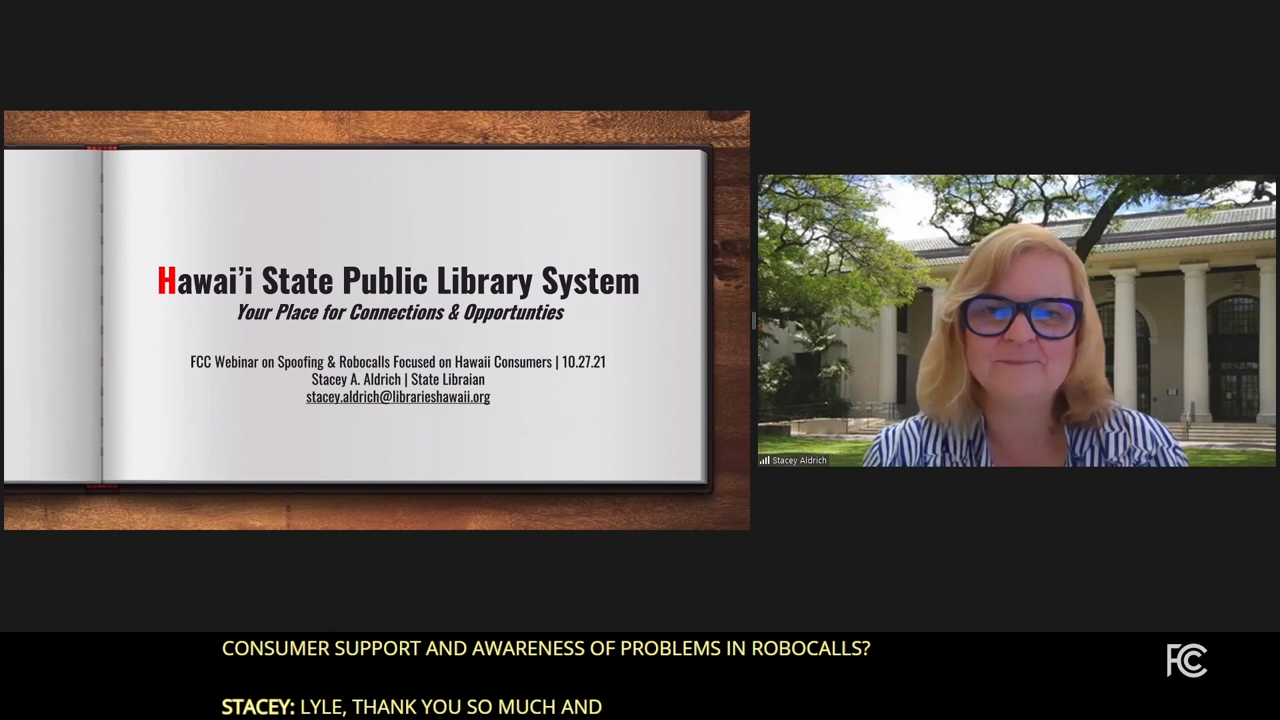 Hawai’i State Public Library System
Your Place for Connections & Opportunties
FCC Webinar on Spoofing & Robocalls Focused on Hawaii Consumers | 10.27.21
Stacey A. Aldrich | State Libraian
stacey.aldrich@librarieshawaii.org
Stacey Aldrich
CONSUMER SUPPORT AND AWARENESS OF PROBLEMS IN ROBOCALLS?
STACEY: LYLE, THANK YOU SO MUCH AND
FCC